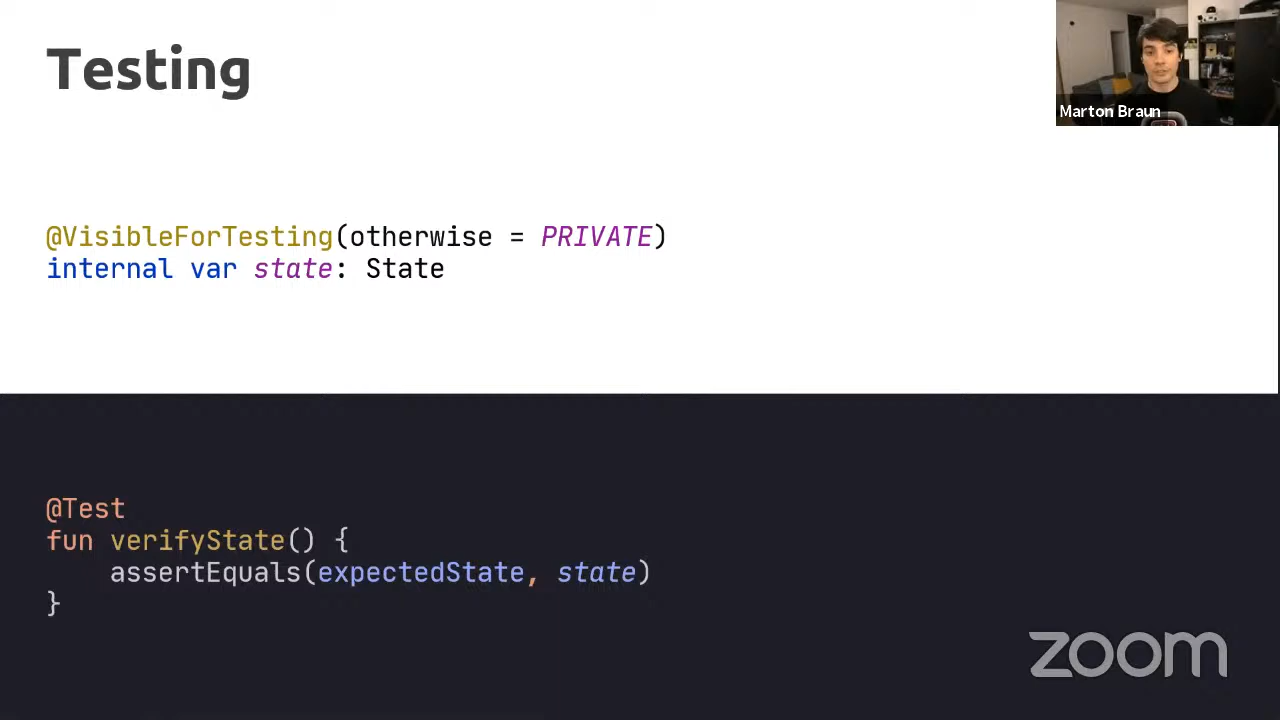 Testing
Marton Braun
@VisibleForTesting(otherwise = PRIVATE)
internal var state: State
@Test
fun verifyState() {
    assertEquals(expectedState, state)
}
zoom